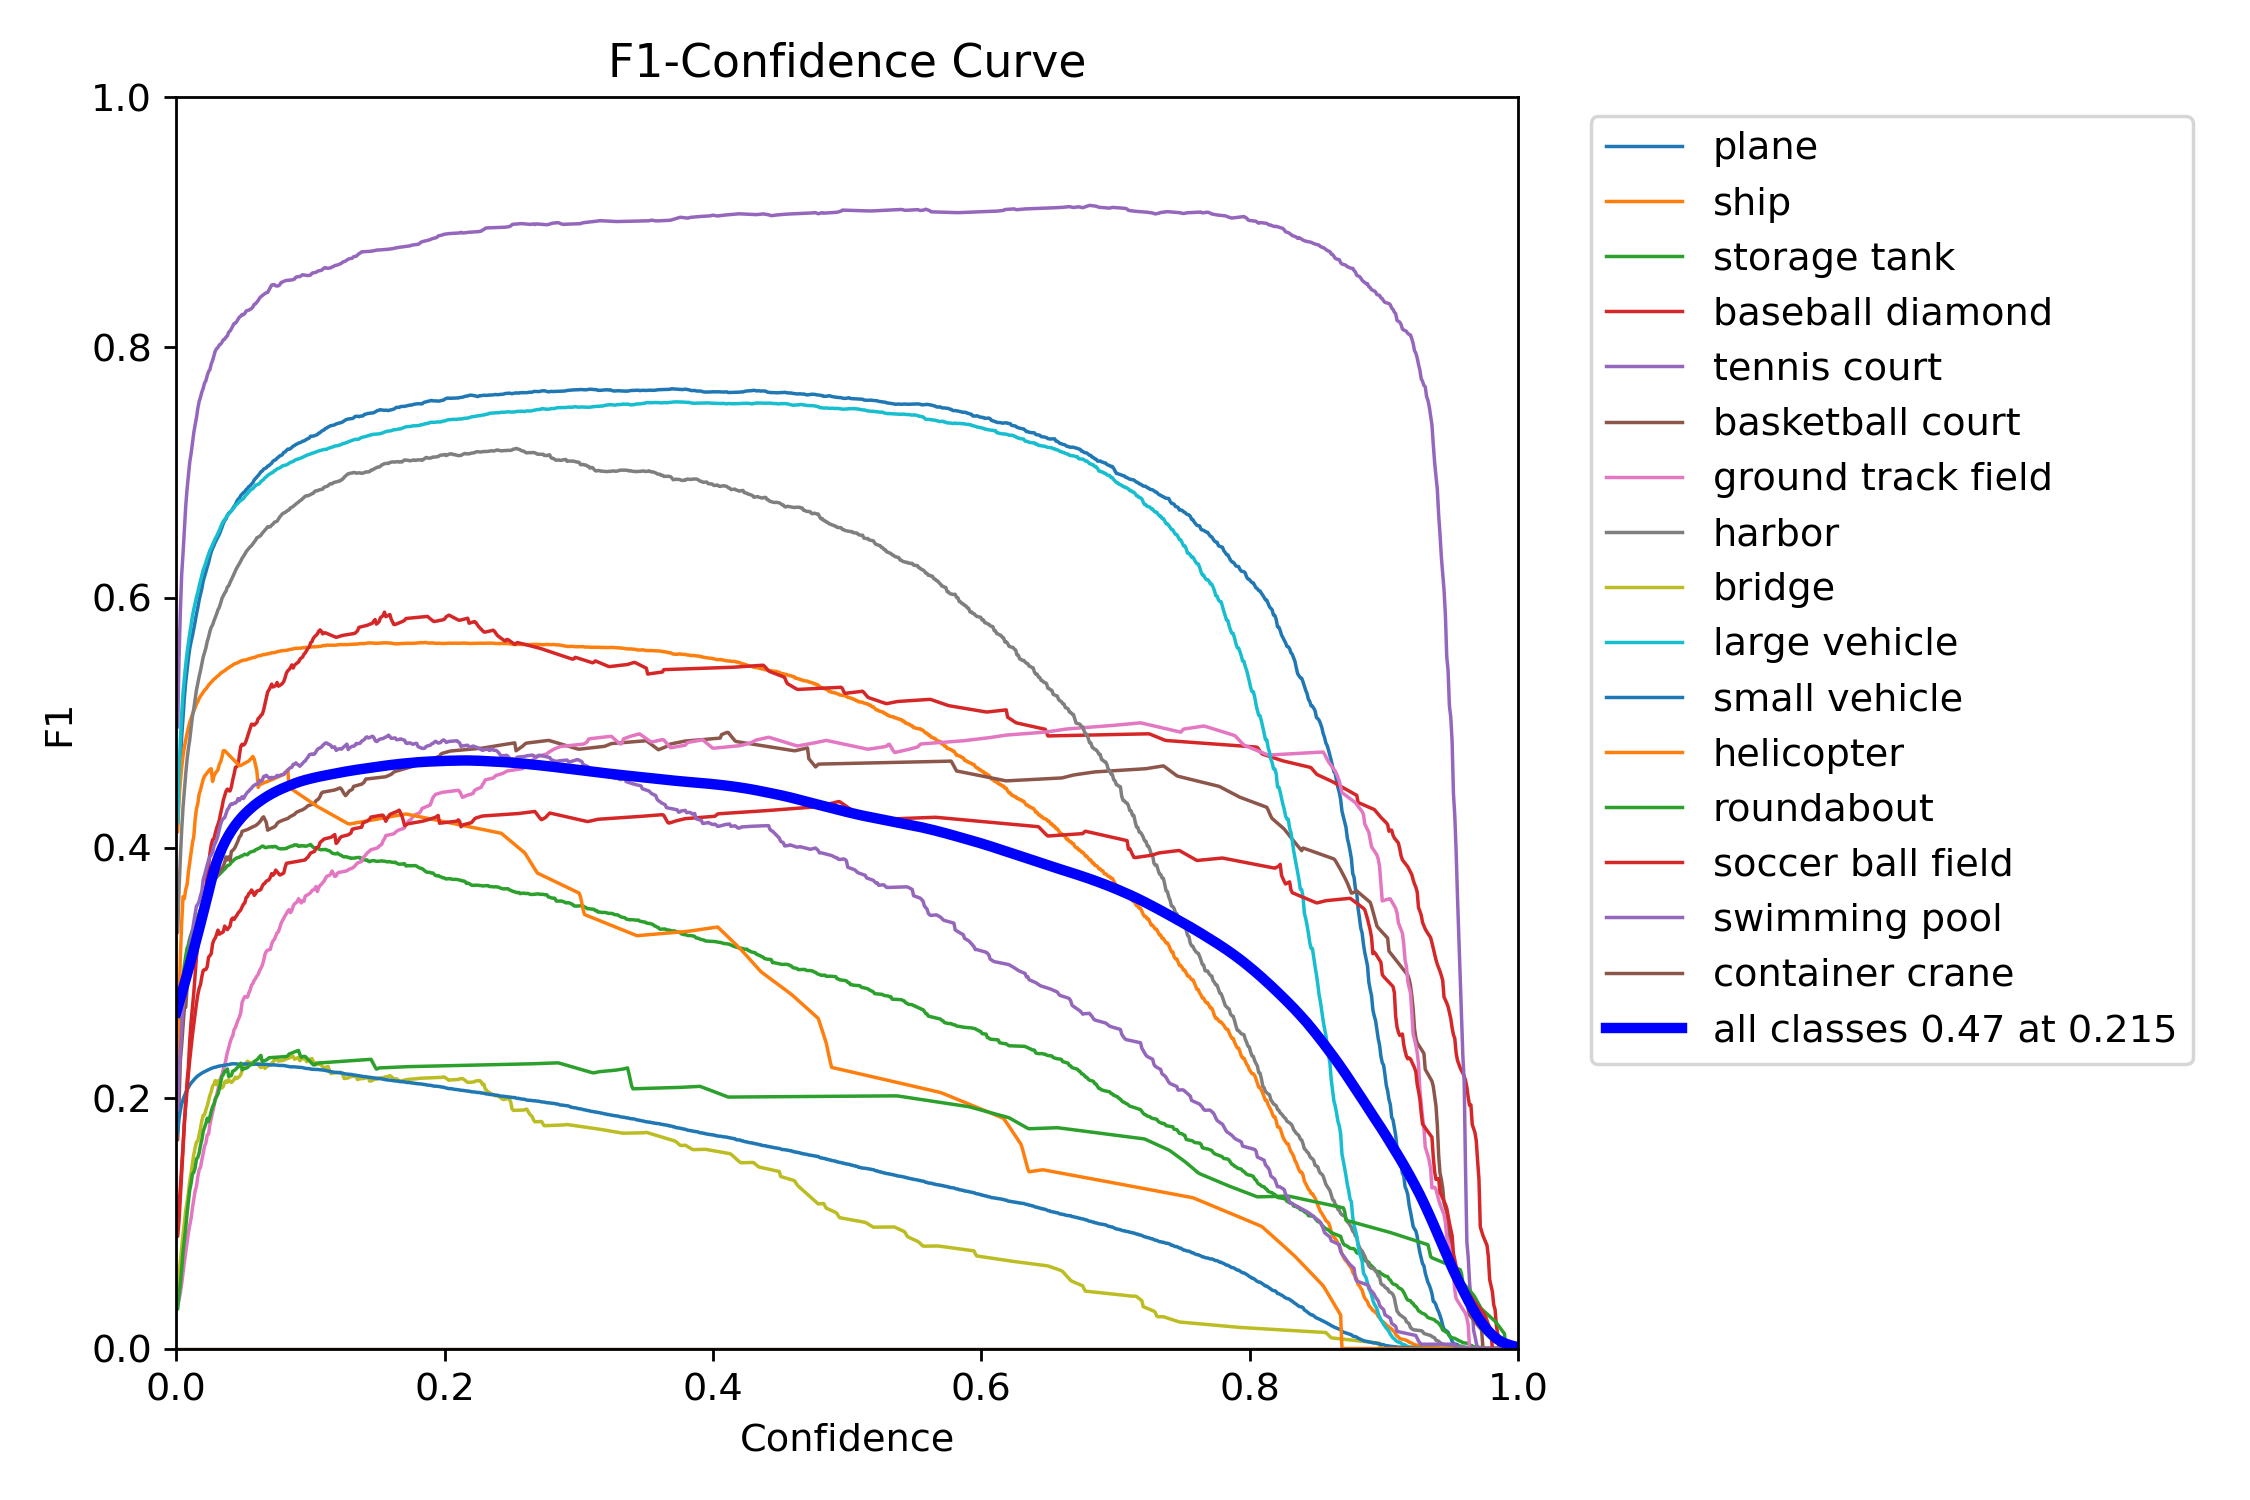 F1-Confidence Curve
1.0
0.8
0.6
0.4
0.2
0.0
F1
0.0 0.2 0.4 0.6 0.8 1.0
Confidence
plane
ship
storage tank
baseball diamond
tennis court
basketball court
ground track field
harbor
bridge
large vehicle
small vehicle
helicopter
roundabout
soccer ball field
swimming pool
container crane
all classes 0.47 at 0.215